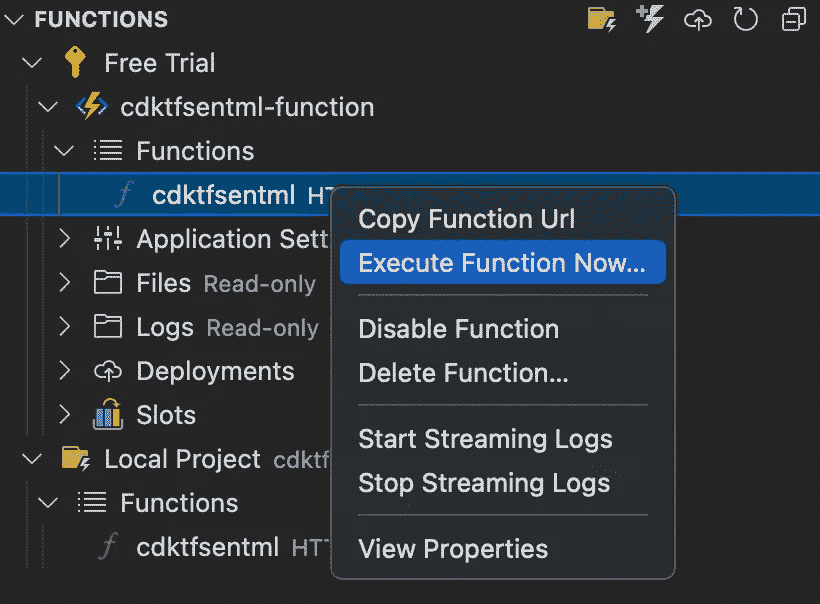 FUNCTIONS
Free Trial
cdktfsentml-function
Functions
cdktfsentml HT
Application Sett
Files Read-only
Logs Read-only
Deployments
Slots
Local Project cdktf
Functions
cdktfsentml HT
Copy Function Url
Execute Function Now...
Disable Function
Delete Function...
Start Streaming Logs
Stop Streaming Logs
View Properties